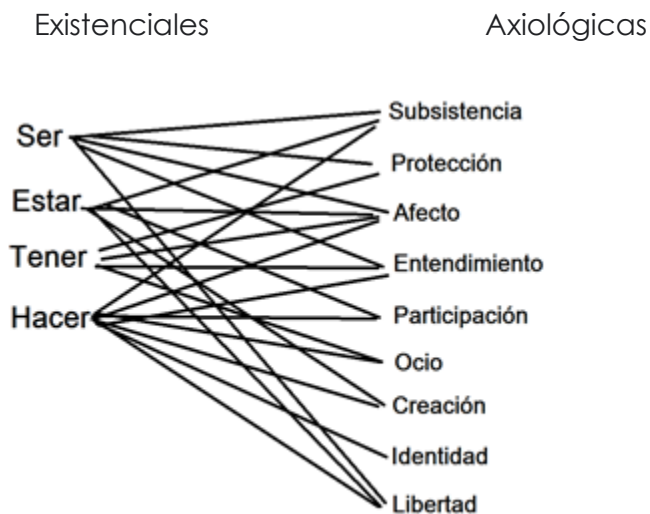 Existenciales
Axiológicas
Ser
Estar
Tener
Hacer
Subsistencia
Protección
Afecto
Entendimiento
Participación
Ocio
Creación
Identidad
Libertad